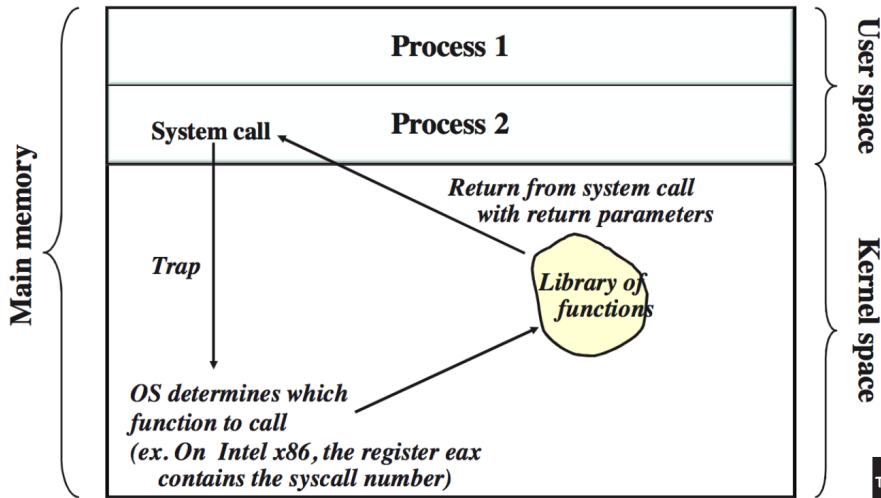 Process 1
Process 2
System call
Return from system call
with return parameters
Trap
Library of
functions
OS determines which
function to call
(ex. On Intel x86, the register eax
contains the syscall number)
Main memory
User space
Kernel space
T